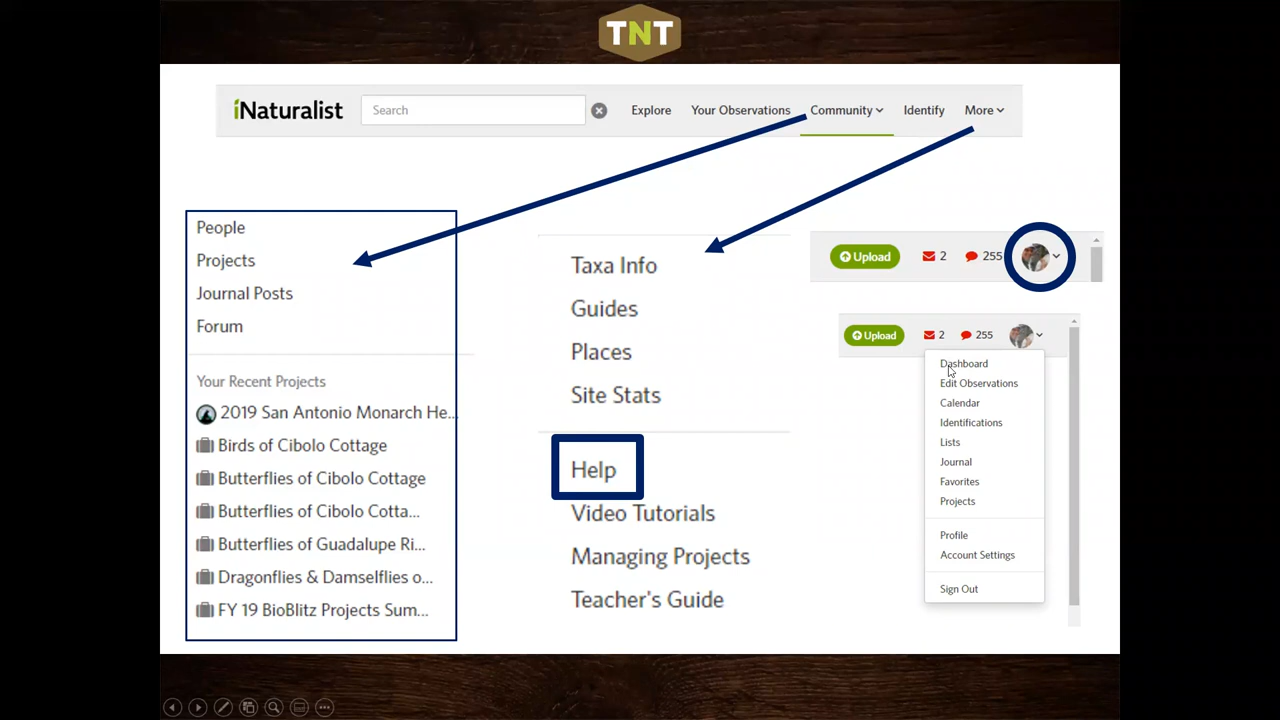 TNT
iNaturalist Search Explore Your Observations Community Identify More
People
Projects
Journal Posts
Forum
Your Recent Projects
2019 San Antonio Monarch He...
Birds of Cibolo Cottage
Butterflies of Cibolo Cottage
Butterflies of Cibolo Cotta...
Butterflies of Guadalupe Ri...
Dragonflies & Damselflies o...
FY 19 BioBlitz Projects Sum...
Taxa Info
Guides
Places
Site Stats
Help
Video Tutorials
Managing Projects
Teacher's Guide
Upload 2 255
Upload 2 255
Dashboard
Edit Observations
Calendar
Identifications
Lists
Journal
Favorites
Projects
Profile
Account Settings
Sign Out